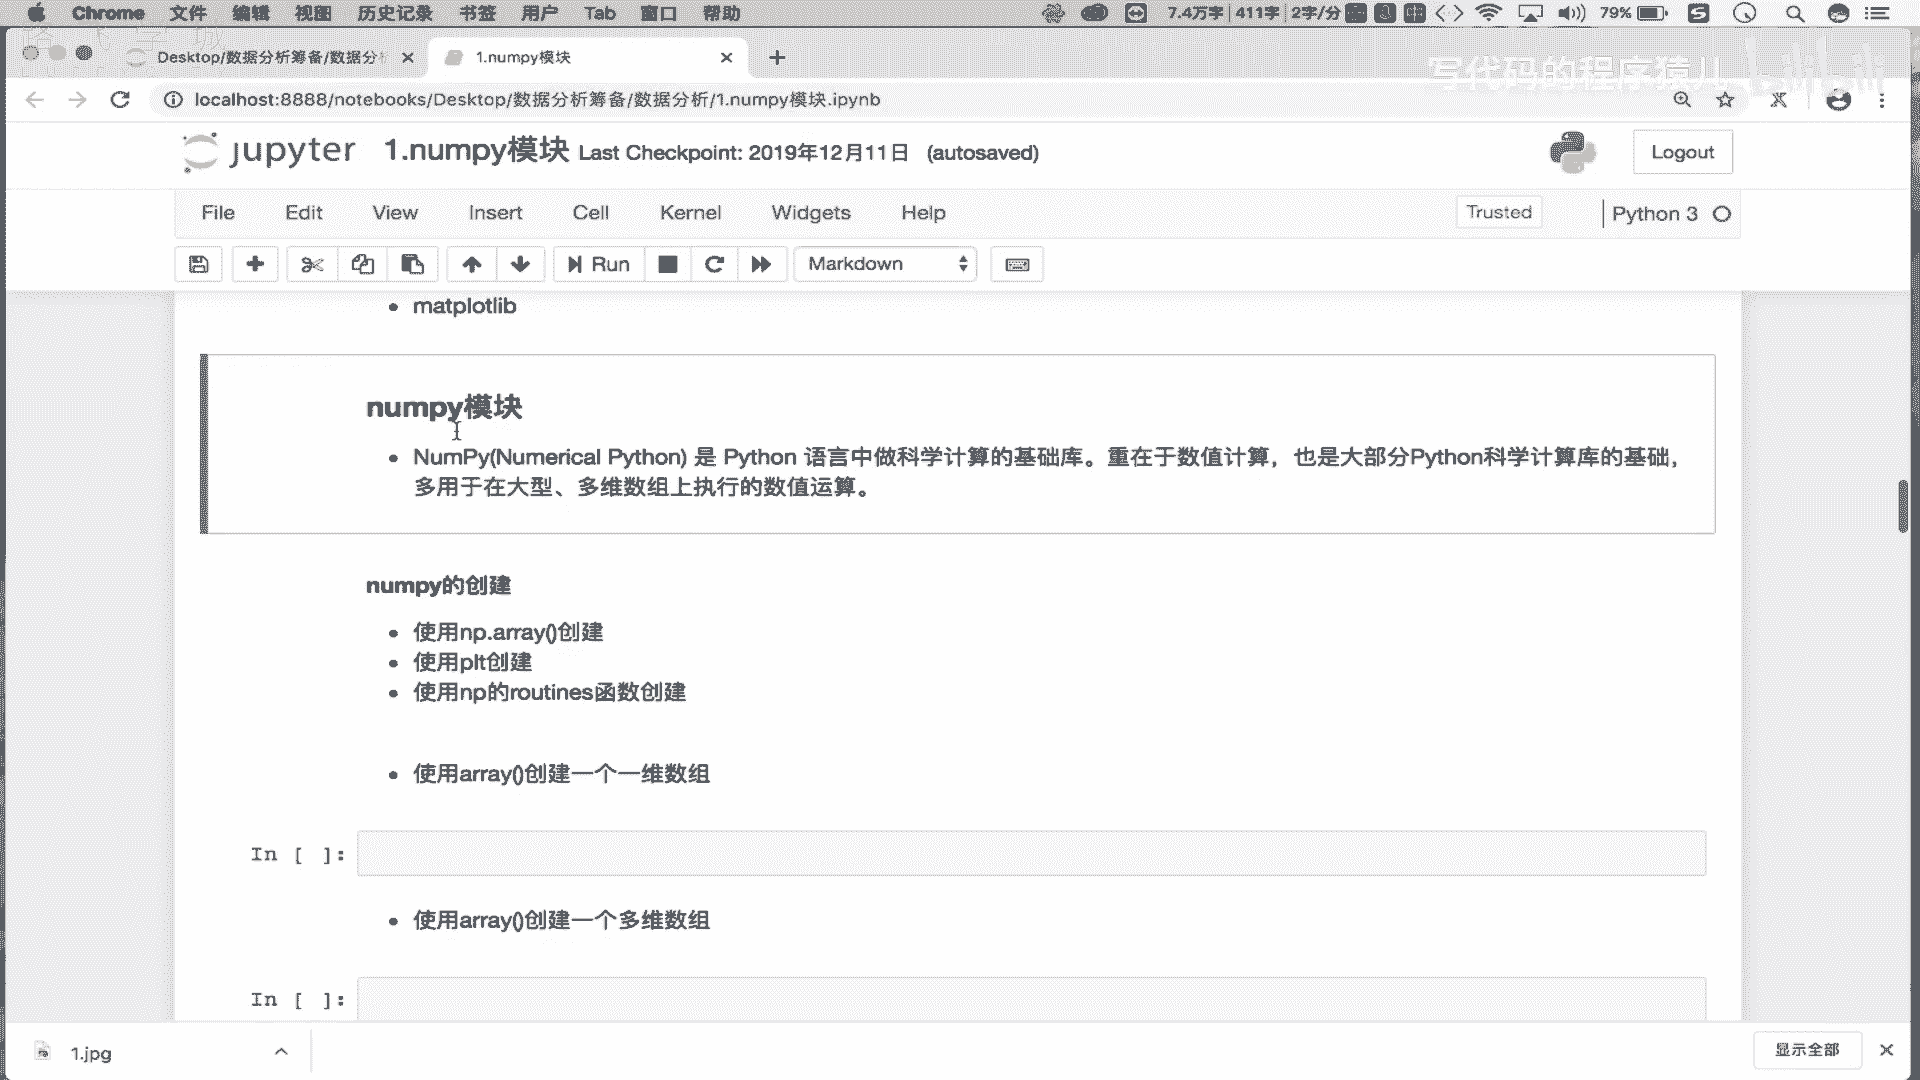 Chrome 文件 编辑 视图 历史记录 书签 用户 Tab 窗口 帮助 7.4万字 411字 2字/分 79%
Desktop/数据分析筹备/数据分析 1.numpy模块
写代码的程序猿儿 bilibili
localhost:8888/notebooks/Desktop/数据分析筹备/数据分析/1.numpy模块.ipynb
jupyter 1.numpy模块 Last Checkpoint: 2019年12月11日 (autosaved) Logout
File Edit View Insert Cell Kernel Widgets Help Trusted Python 3
Run Markdown
• matplotlib
numpy模块
• NumPy(Numerical Python) 是 Python 语言中做科学计算的基础库。重在于数值计算，也是大部分Python科学计算库的基础，
多用于在大型、多维数组上执行的数值运算。
numpy的创建
• 使用np.array()创建
• 使用plt创建
• 使用np的routines函数创建
• 使用array()创建一个一维数组
In [ ]:
• 使用array()创建一个多维数组
In [ ]:
1.jpg 显示全部